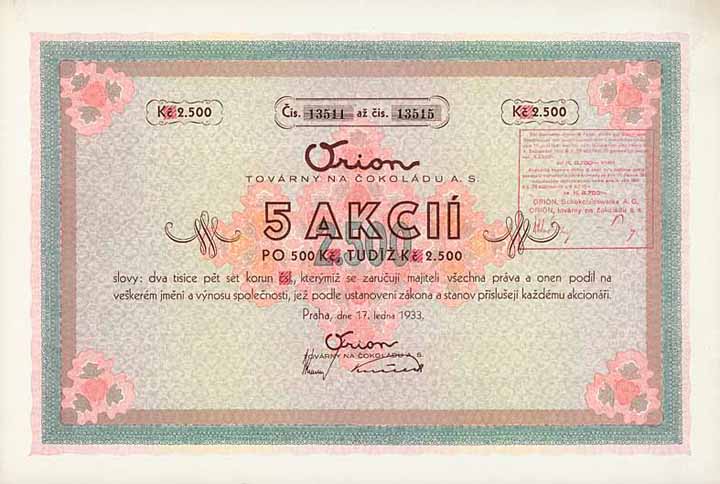 Kč 2.500 Čís. 13511 až čís. 13515 Kč 2.500
Orion
TOVÁRNY NA ČOKOLÁDU A. S.
5 AKCIÍ
2.500
PO 500 Kč, TUDÍŽ Kč 2.500
slovy: dva tisíce pět set korun čsl., kterýmiž se zaručují majiteli všechna práva a onen podíl na
veškerém jmění a výnosu společnosti, jež podle ustanovení zákona a stanov příslušejí každému akcionáři.
Praha, dne 17. ledna 1933.
Orion
TOVÁRNY NA ČOKOLÁDU A. S.
ORION, Schokoladewerke A. G.
ORION, továrny na čokoládu a. s.